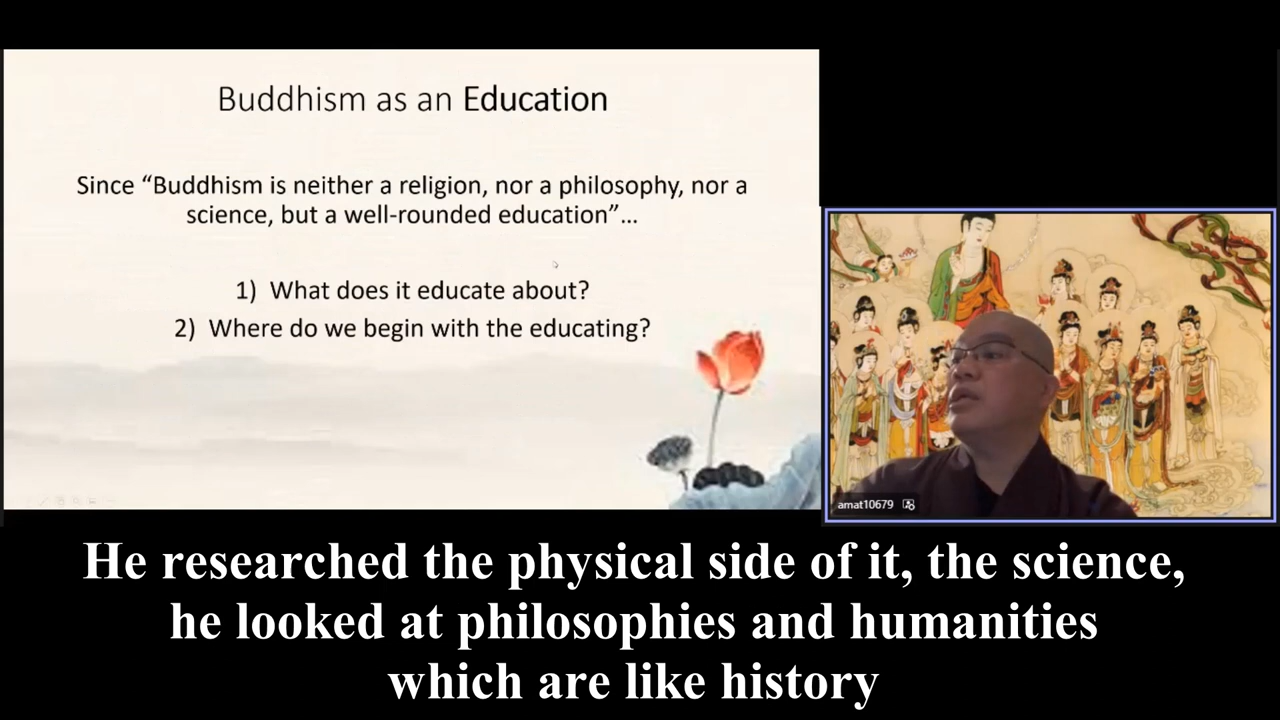 Buddhism as an Education
Since “Buddhism is neither a religion, nor a philosophy, nor a
science, but a well-rounded education”...
1) What does it educate about?
2) Where do we begin with the educating?
amat10679
He researched the physical side of it, the science,
he looked at philosophies and humanities
which are like history